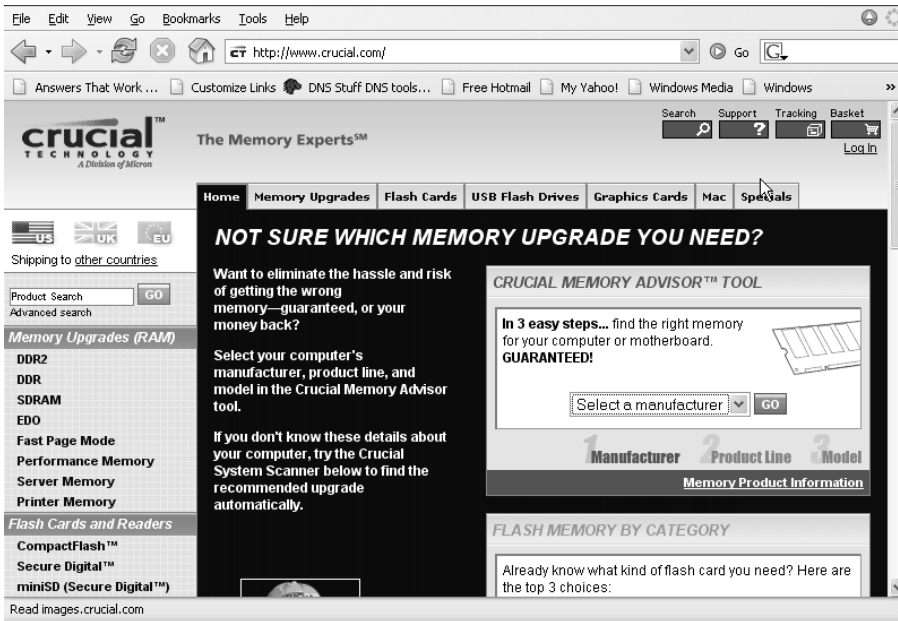 File Edit View Go Bookmarks Tools Help
CT http://www.crucial.com/ Go G
Answers That Work ... Customize Links DNS Stuff DNS tools... Free Hotmail My Yahoo! Windows Media Windows »
crucial™
TECHNOLOGY
A Division of Micron
The Memory Experts℠
Search Support Tracking Basket
?
Log In
Home Memory Upgrades Flash Cards USB Flash Drives Graphics Cards Mac Specials
US UK EU
Shipping to other countries
Product Search GO
Advanced search
Memory Upgrades (RAM)
DDR2
DDR
SDRAM
EDO
Fast Page Mode
Performance Memory
Server Memory
Printer Memory
Flash Cards and Readers
CompactFlash™
Secure Digital™
miniSD (Secure Digital™)
NOT SURE WHICH MEMORY UPGRADE YOU NEED?
Want to eliminate the hassle and risk
of getting the wrong
memory—guaranteed, or your
money back?
Select your computer's
manufacturer, product line, and
model in the Crucial Memory Advisor
tool.
If you don't know these details about
your computer, try the Crucial
System Scanner below to find the
recommended upgrade
automatically.
CRUCIAL MEMORY ADVISOR™ TOOL
In 3 easy steps... find the right memory
for your computer or motherboard.
GUARANTEED!
Select a manufacturer GO
1 Manufacturer 2 Product Line 3 Model
Memory Product Information
FLASH MEMORY BY CATEGORY
Already know what kind of flash card you need? Here are
the top 3 choices:
Read images.crucial.com